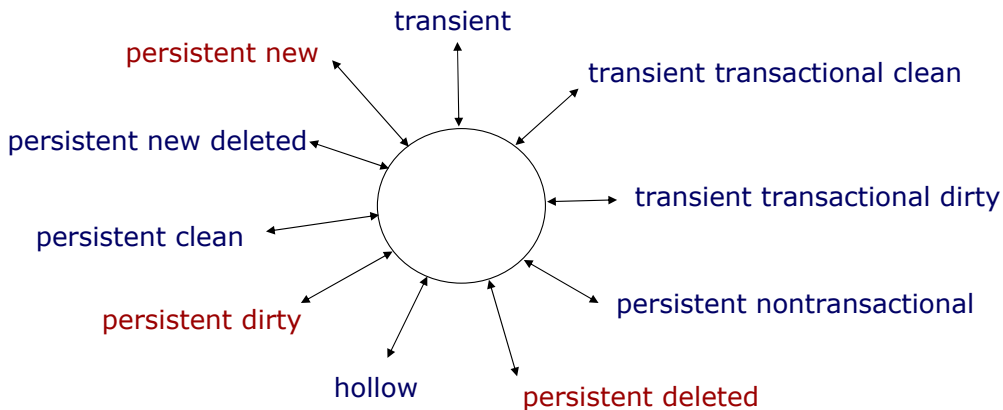 transient
persistent new
transient transactional clean
persistent new deleted
transient transactional dirty
persistent clean
persistent nontransactional
persistent dirty
hollow
persistent deleted